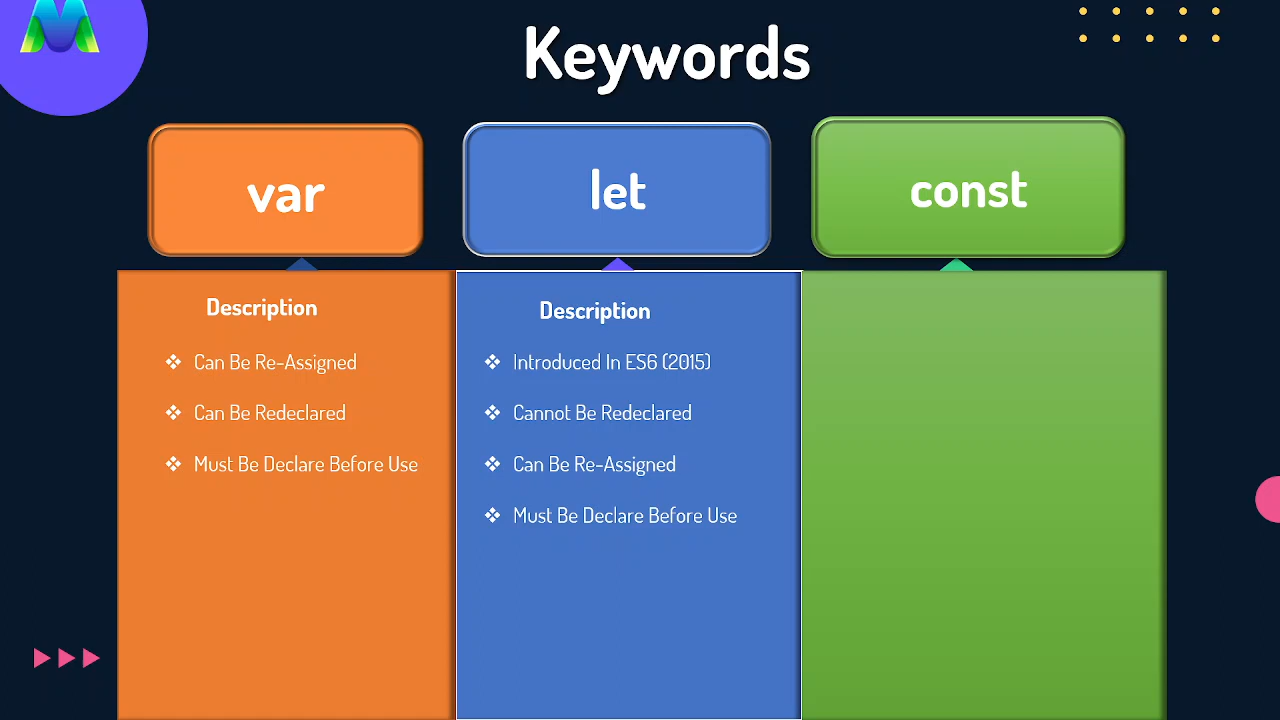 Keywords
var
let
const
Description
❖ Can Be Re-Assigned
❖ Can Be Redeclared
❖ Must Be Declare Before Use
Description
❖ Introduced In ES6 (2015)
❖ Cannot Be Redeclared
❖ Can Be Re-Assigned
❖ Must Be Declare Before Use